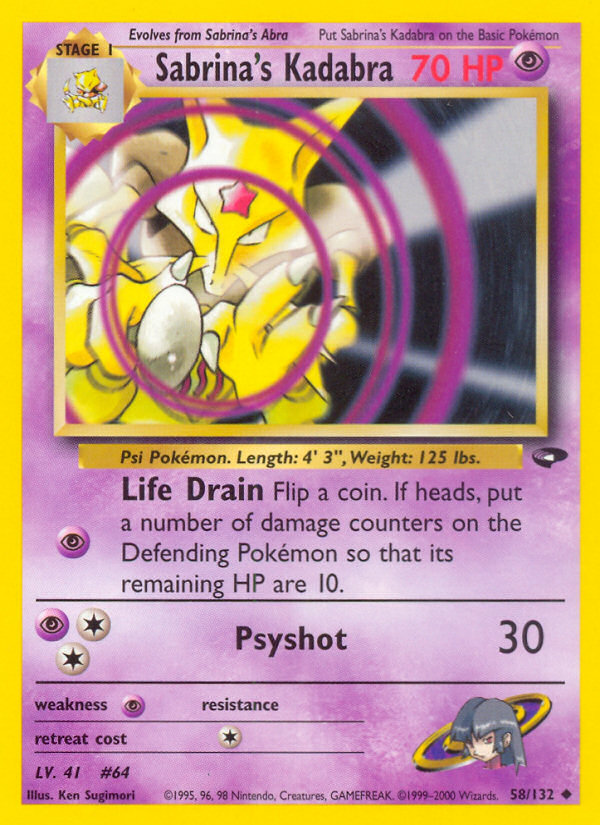 Evolves from Sabrina's Abra Put Sabrina's Kadabra on the Basic Pokémon
STAGE 1
Sabrina's Kadabra 70 HP
Psi Pokémon. Length: 4' 3", Weight: 125 lbs.
Life Drain Flip a coin. If heads, put
a number of damage counters on the
Defending Pokémon so that its
remaining HP are 10.
Psyshot 30
weakness resistance
retreat cost
LV. 41 #64
Illus. Ken Sugimori ©1995, 96, 98 Nintendo, Creatures, GAMEFREAK. ©1999-2000 Wizards. 58/132